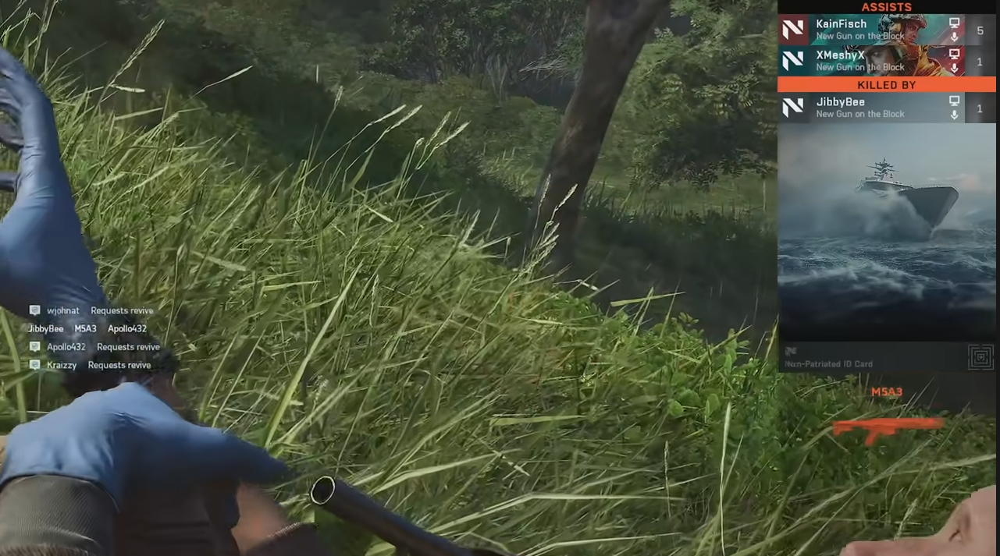 ASSISTS
KainFisch
New Gun on the Block
5
XMeshyX
New Gun on the Block
1
KILLED BY
JibbyBee
New Gun on the Block
1
Non-Patriated ID Card
M5A3
wjohnat Requests revive
JibbyBee M5A3 Apollo432
Apollo432 Requests revive
Kraizzy Requests revive